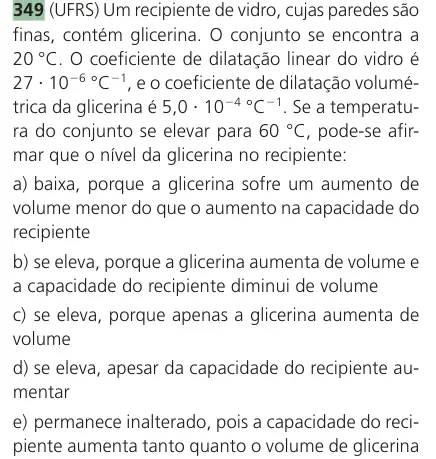 349 (UFRS) Um recipiente de vidro, cujas paredes são
finas, contém glicerina. O conjunto se encontra a
20 °C. O coeficiente de dilatação linear do vidro é
27 · 10⁻⁶ °C⁻¹, e o coeficiente de dilatação volumé-
trica da glicerina é 5,0 · 10⁻⁴ °C⁻¹. Se a temperatu-
ra do conjunto se elevar para 60 °C, pode-se afir-
mar que o nível da glicerina no recipiente:
a) baixa, porque a glicerina sofre um aumento de
volume menor do que o aumento na capacidade do
recipiente
b) se eleva, porque a glicerina aumenta de volume e
a capacidade do recipiente diminui de volume
c) se eleva, porque apenas a glicerina aumenta de
volume
d) se eleva, apesar da capacidade do recipiente au-
mentar
e) permanece inalterado, pois a capacidade do reci-
piente aumenta tanto quanto o volume de glicerina